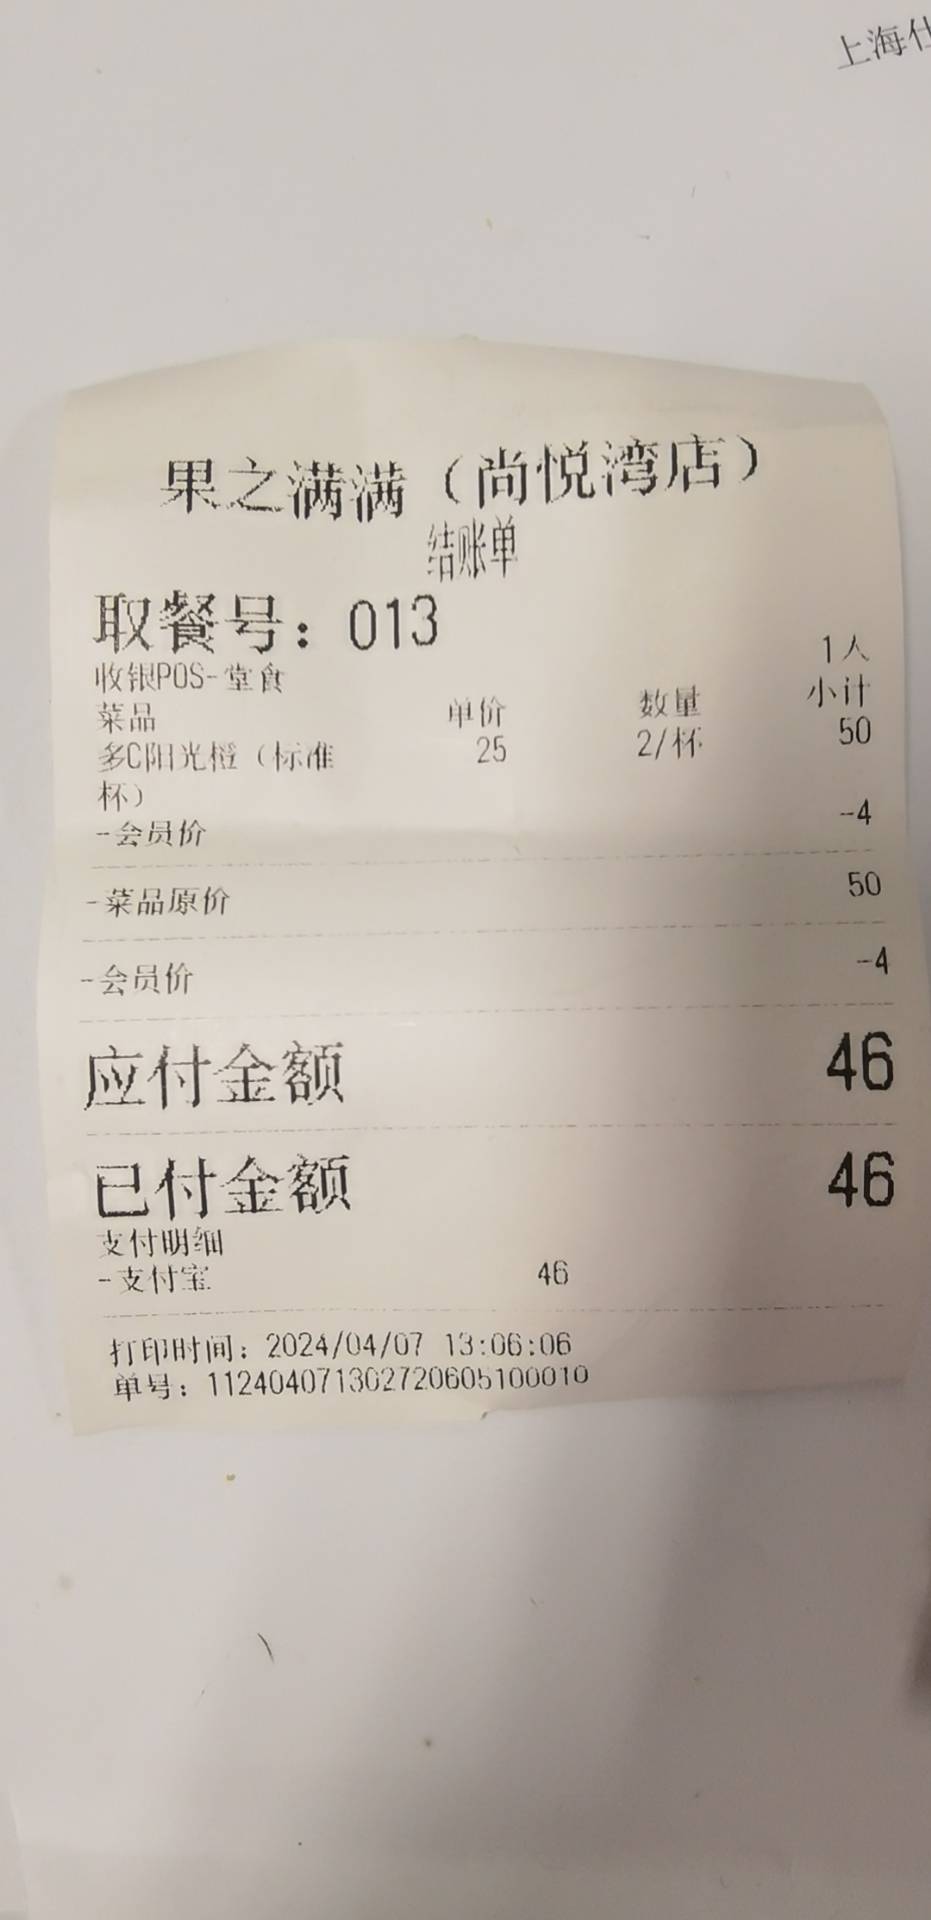 上海仕
果之满满（尚悦湾店）
结账单
取餐号：013
收银POS-堂食 1人
菜品 单价 数量 小计
多C阳光橙（标准 25 2/杯 50
杯）
-会员价 -4
-菜品原价 50
-会员价 -4
应付金额 46
已付金额 46
支付明细
-支付宝 46
打印时间：2024/04/07 13:06:06
单号：112404071302720605100010